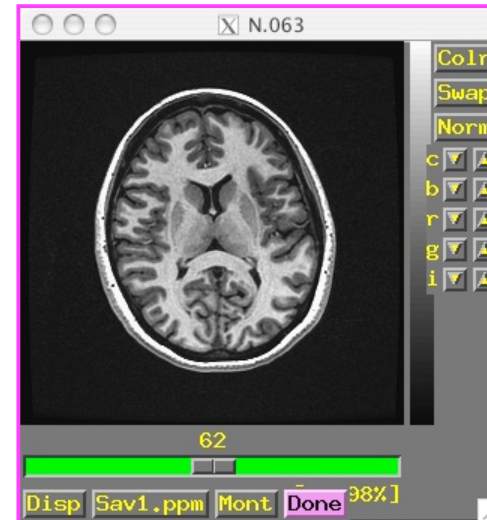 X N.063
Colr
Swap
Norm
c
b
r
g
i
62
98%]
Disp Sav1.ppm Mont Done